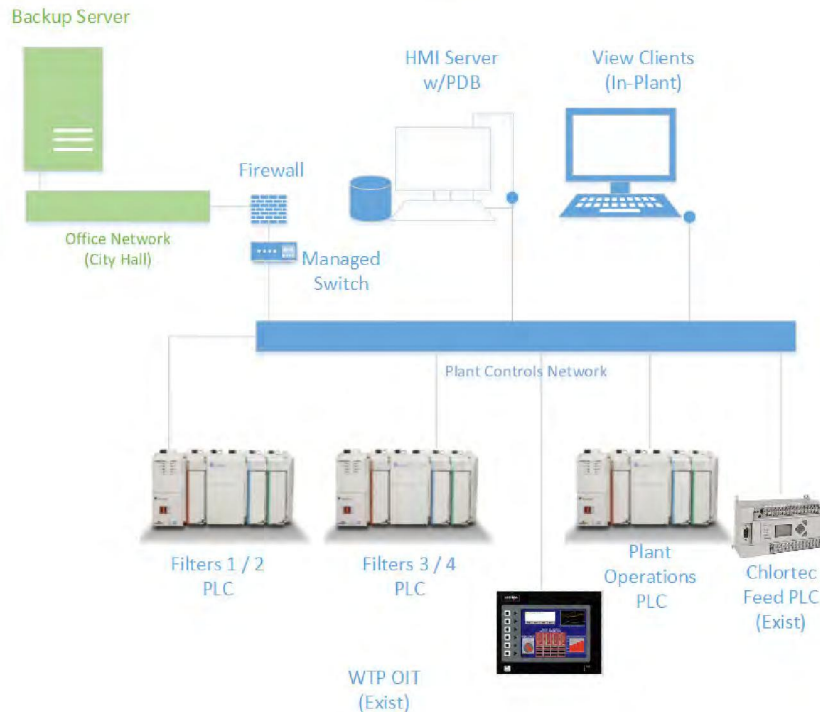 Backup Server
HMI Server
w/PDB
View Clients
(In-Plant)
Firewall
Office Network
(City Hall)
Managed
Switch
Plant Controls Network
Filters 1 / 2
PLC
Filters 3 / 4
PLC
Plant
Operations
PLC
Chlortec
Feed PLC
(Exist)
WTP OIT
(Exist)